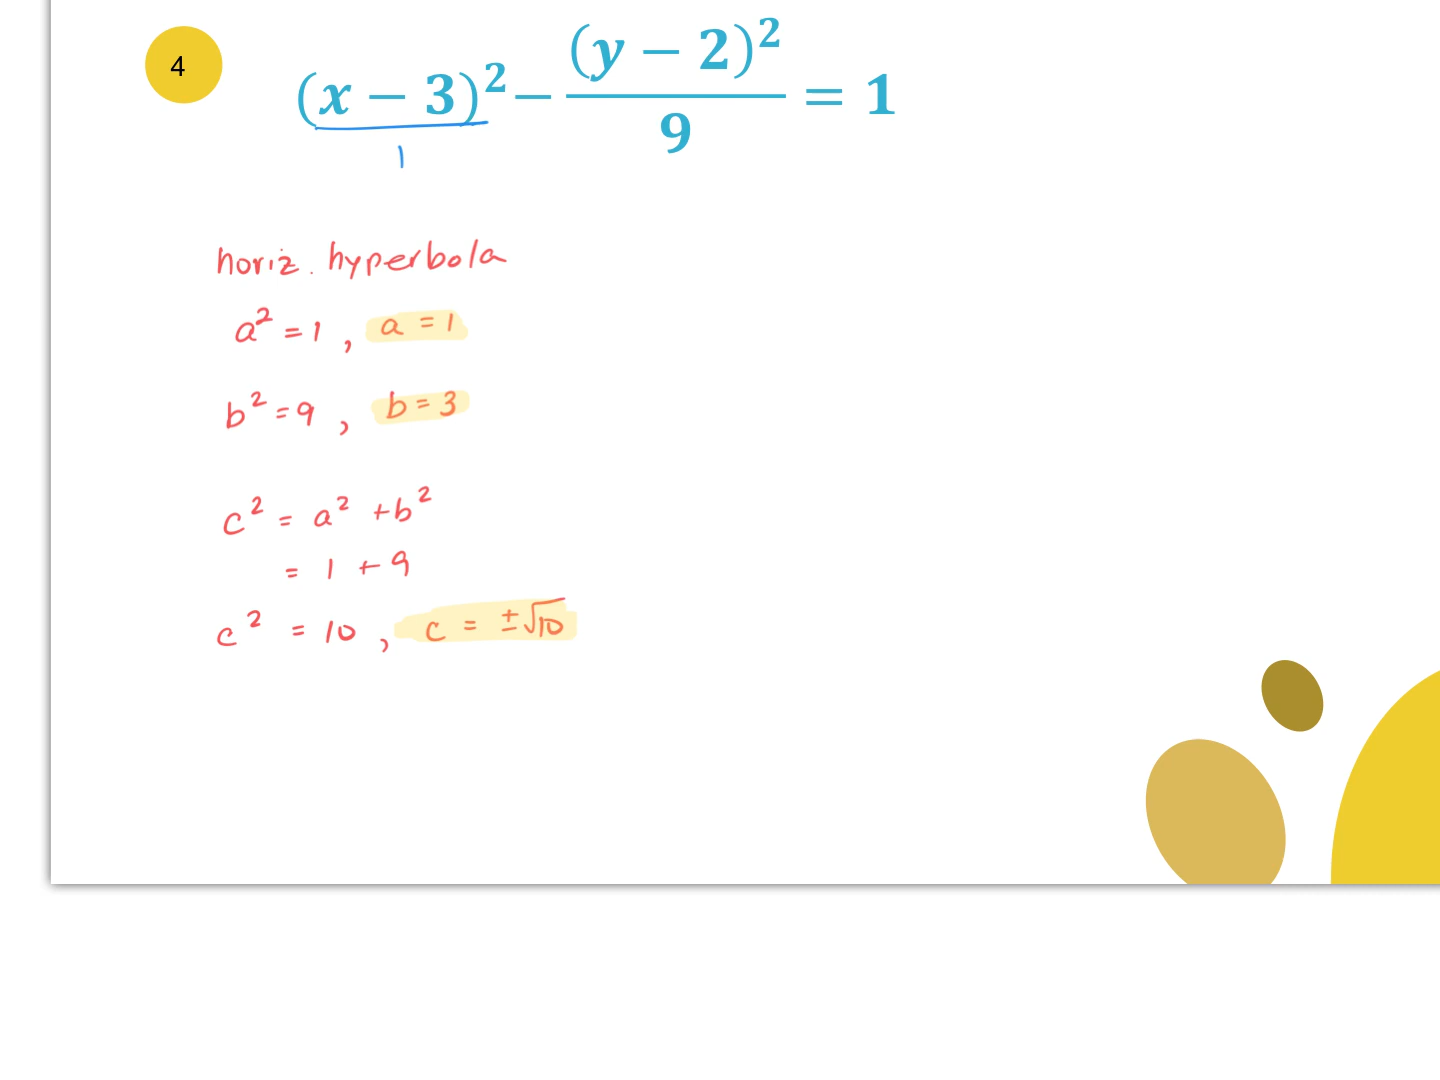 4
(x − 3)² − (y − 2)²/9 = 1
1
horiz. hyperbola
a² = 1 , a = 1
b² = 9 , b = 3
c² = a² + b²
= 1 + 9
c² = 10 , c = ±√10